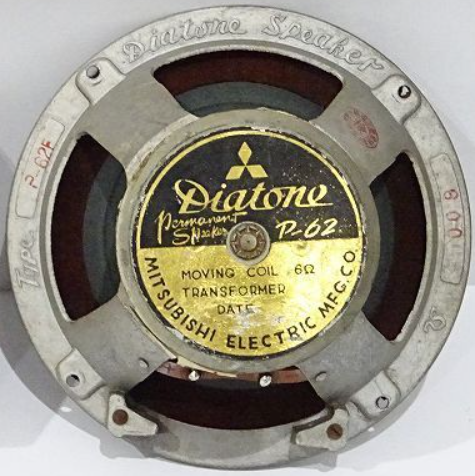 Diatone Speaker
Type P 62F
Ω
Diatone
Permanent
Speaker P-62
MOVING COIL 6Ω
TRANSFORMER
DATE
MITSUBISHI ELECTRIC MFG.CO.